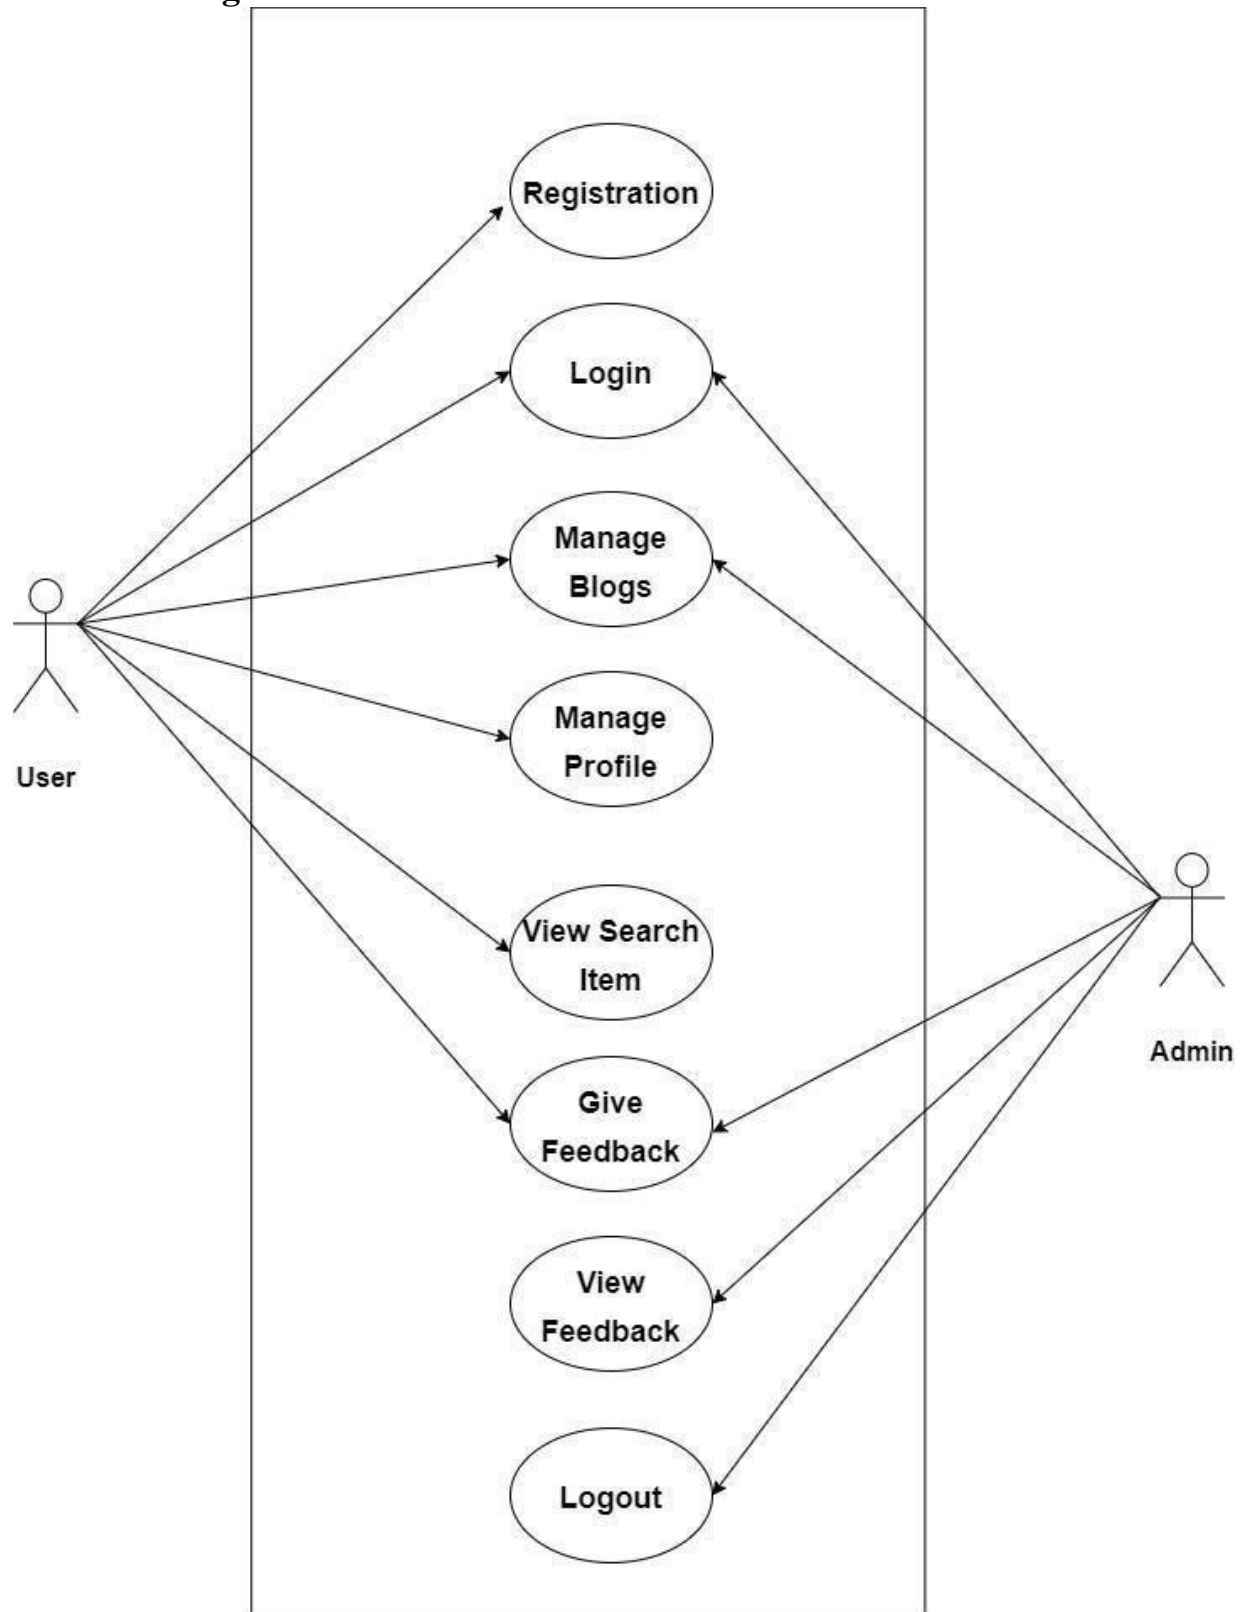 Registration
Login
Manage
Blogs
Manage
Profile
User
View Search
Item
Admin
Give
Feedback
View
Feedback
Logout